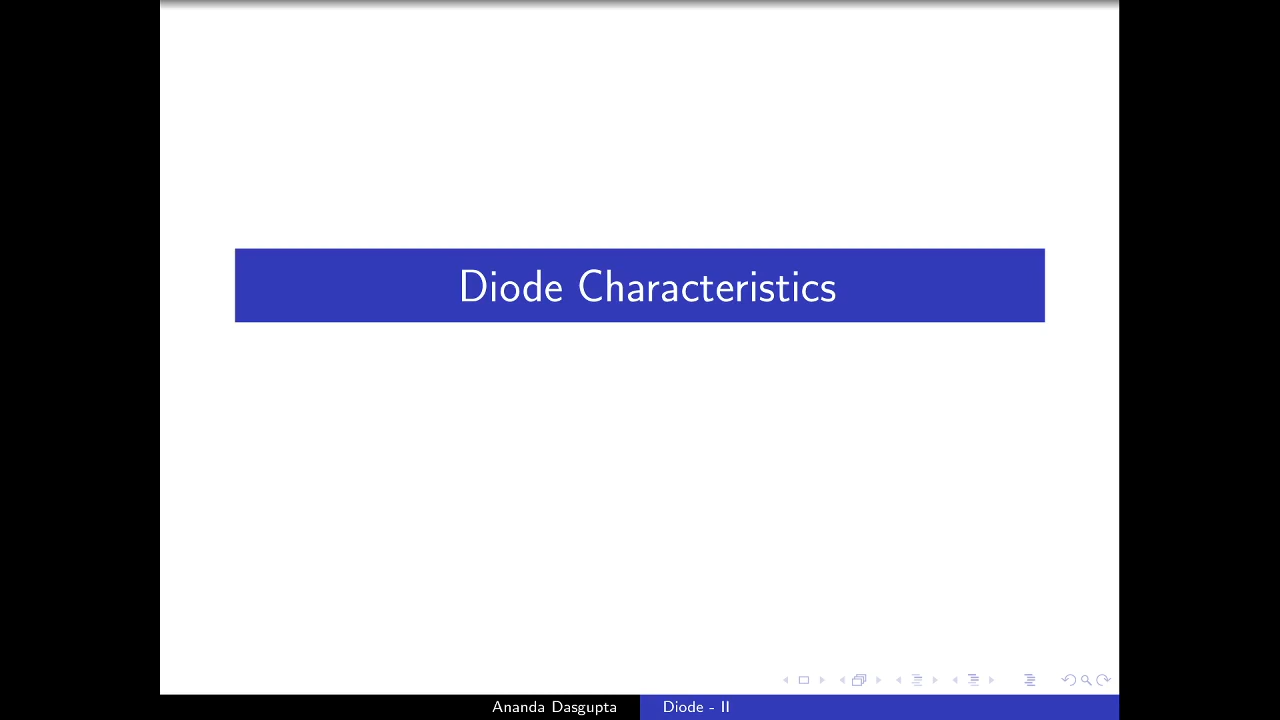 Diode Characteristics
Ananda Dasgupta
Diode - II